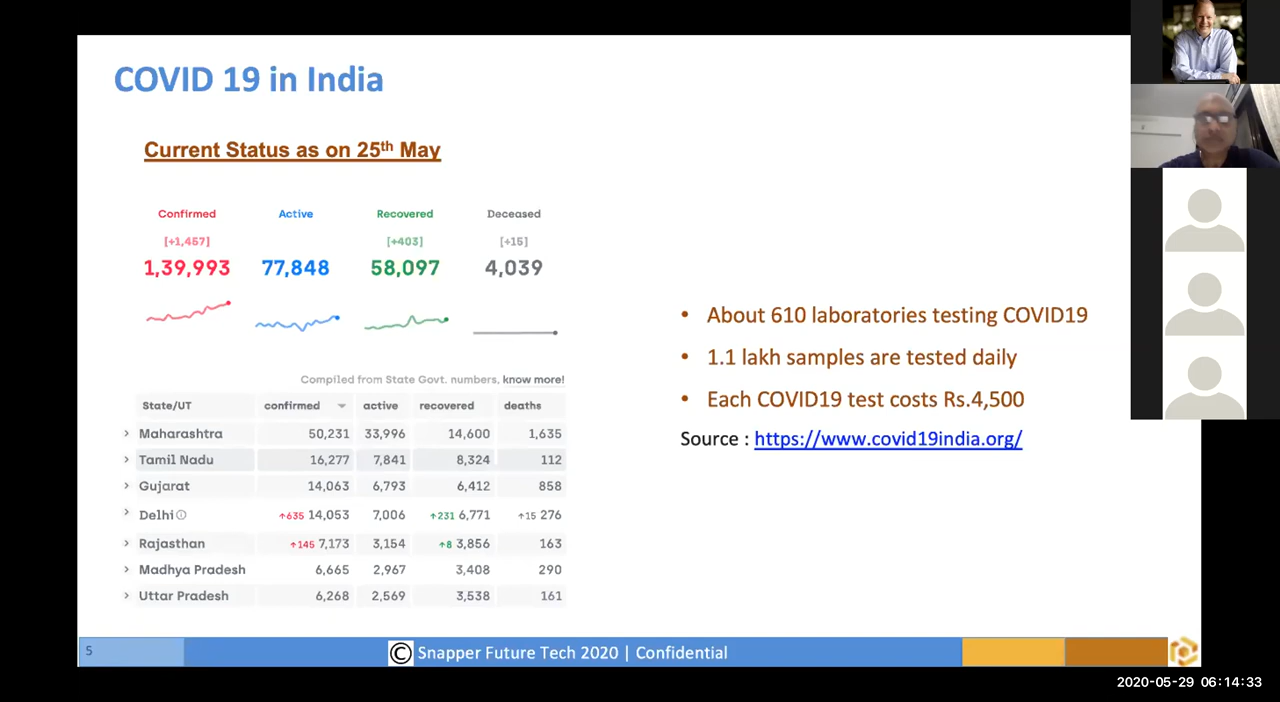 COVID 19 in India
Current Status as on 25th May
Confirmed Active Recovered Deceased
[+1,457] [+403] [+15]
1,39,993 77,848 58,097 4,039
• About 610 laboratories testing COVID19
• 1.1 lakh samples are tested daily
• Each COVID19 test costs Rs.4,500
Source : https://www.covid19india.org/
Compiled from State Govt. numbers, know more!
State/UT confirmed active recovered deaths
Maharashtra 50,231 33,996 14,600 1,635
Tamil Nadu 16,277 7,841 8,324 112
Gujarat 14,063 6,793 6,412 858
Delhi ↑635 14,053 7,006 ↑231 6,771 ↑15 276
Rajasthan ↑145 7,173 3,154 ↑8 3,856 163
Madhya Pradesh 6,665 2,967 3,408 290
Uttar Pradesh 6,268 2,569 3,538 161
5
© Snapper Future Tech 2020 | Confidential
2020-05-29 06:14:33